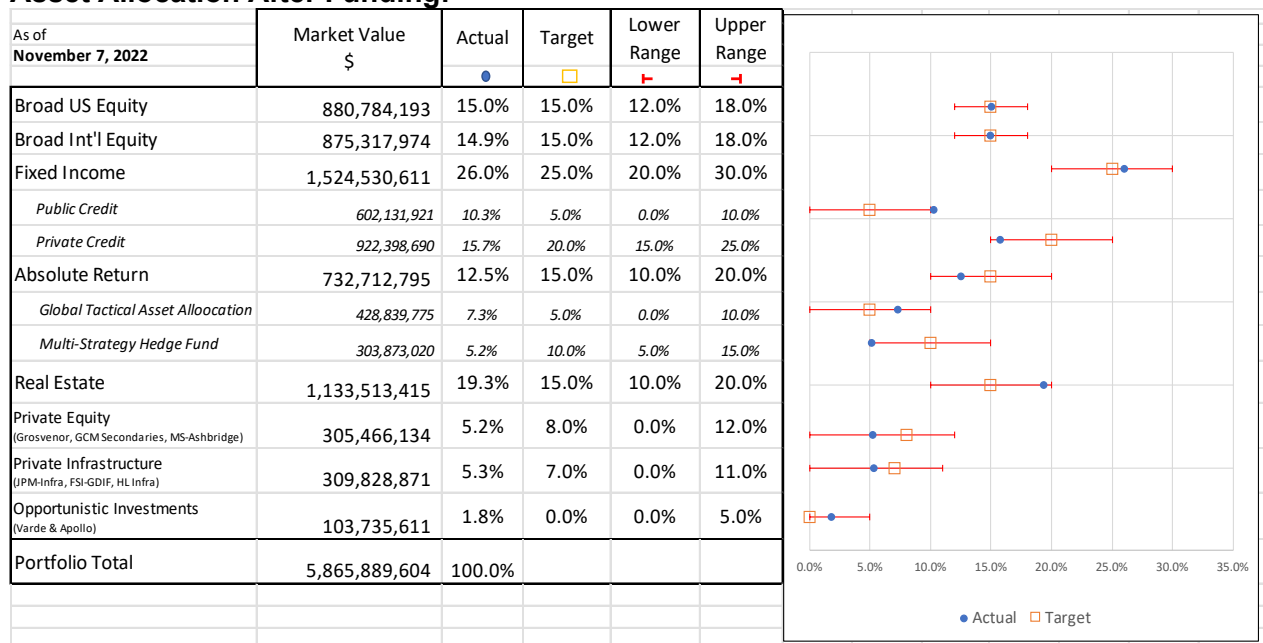 Asset Allocation After Funding:
As of
November 7, 2022
Market Value
$
Actual
Target
Lower
Range
Upper
Range
Broad US Equity 880,784,193 15.0% 15.0% 12.0% 18.0%
Broad Int'l Equity 875,317,974 14.9% 15.0% 12.0% 18.0%
Fixed Income 1,524,530,611 26.0% 25.0% 20.0% 30.0%
Public Credit 602,131,921 10.3% 5.0% 0.0% 10.0%
Private Credit 922,398,690 15.7% 20.0% 15.0% 25.0%
Absolute Return 732,712,795 12.5% 15.0% 10.0% 20.0%
Global Tactical Asset Alloocation 428,839,775 7.3% 5.0% 0.0% 10.0%
Multi-Strategy Hedge Fund 303,873,020 5.2% 10.0% 5.0% 15.0%
Real Estate 1,133,513,415 19.3% 15.0% 10.0% 20.0%
Private Equity
(Grosvenor, GCM Secondaries, MS-Ashbridge) 305,466,134 5.2% 8.0% 0.0% 12.0%
Private Infrastructure
(JPM-Infra, FSI-GDIF, HL Infra) 309,828,871 5.3% 7.0% 0.0% 11.0%
Opportunistic Investments
(Varde & Apollo) 103,735,611 1.8% 0.0% 0.0% 5.0%
Portfolio Total 5,865,889,604 100.0%
0.0% 5.0% 10.0% 15.0% 20.0% 25.0% 30.0% 35.0%
Actual Target